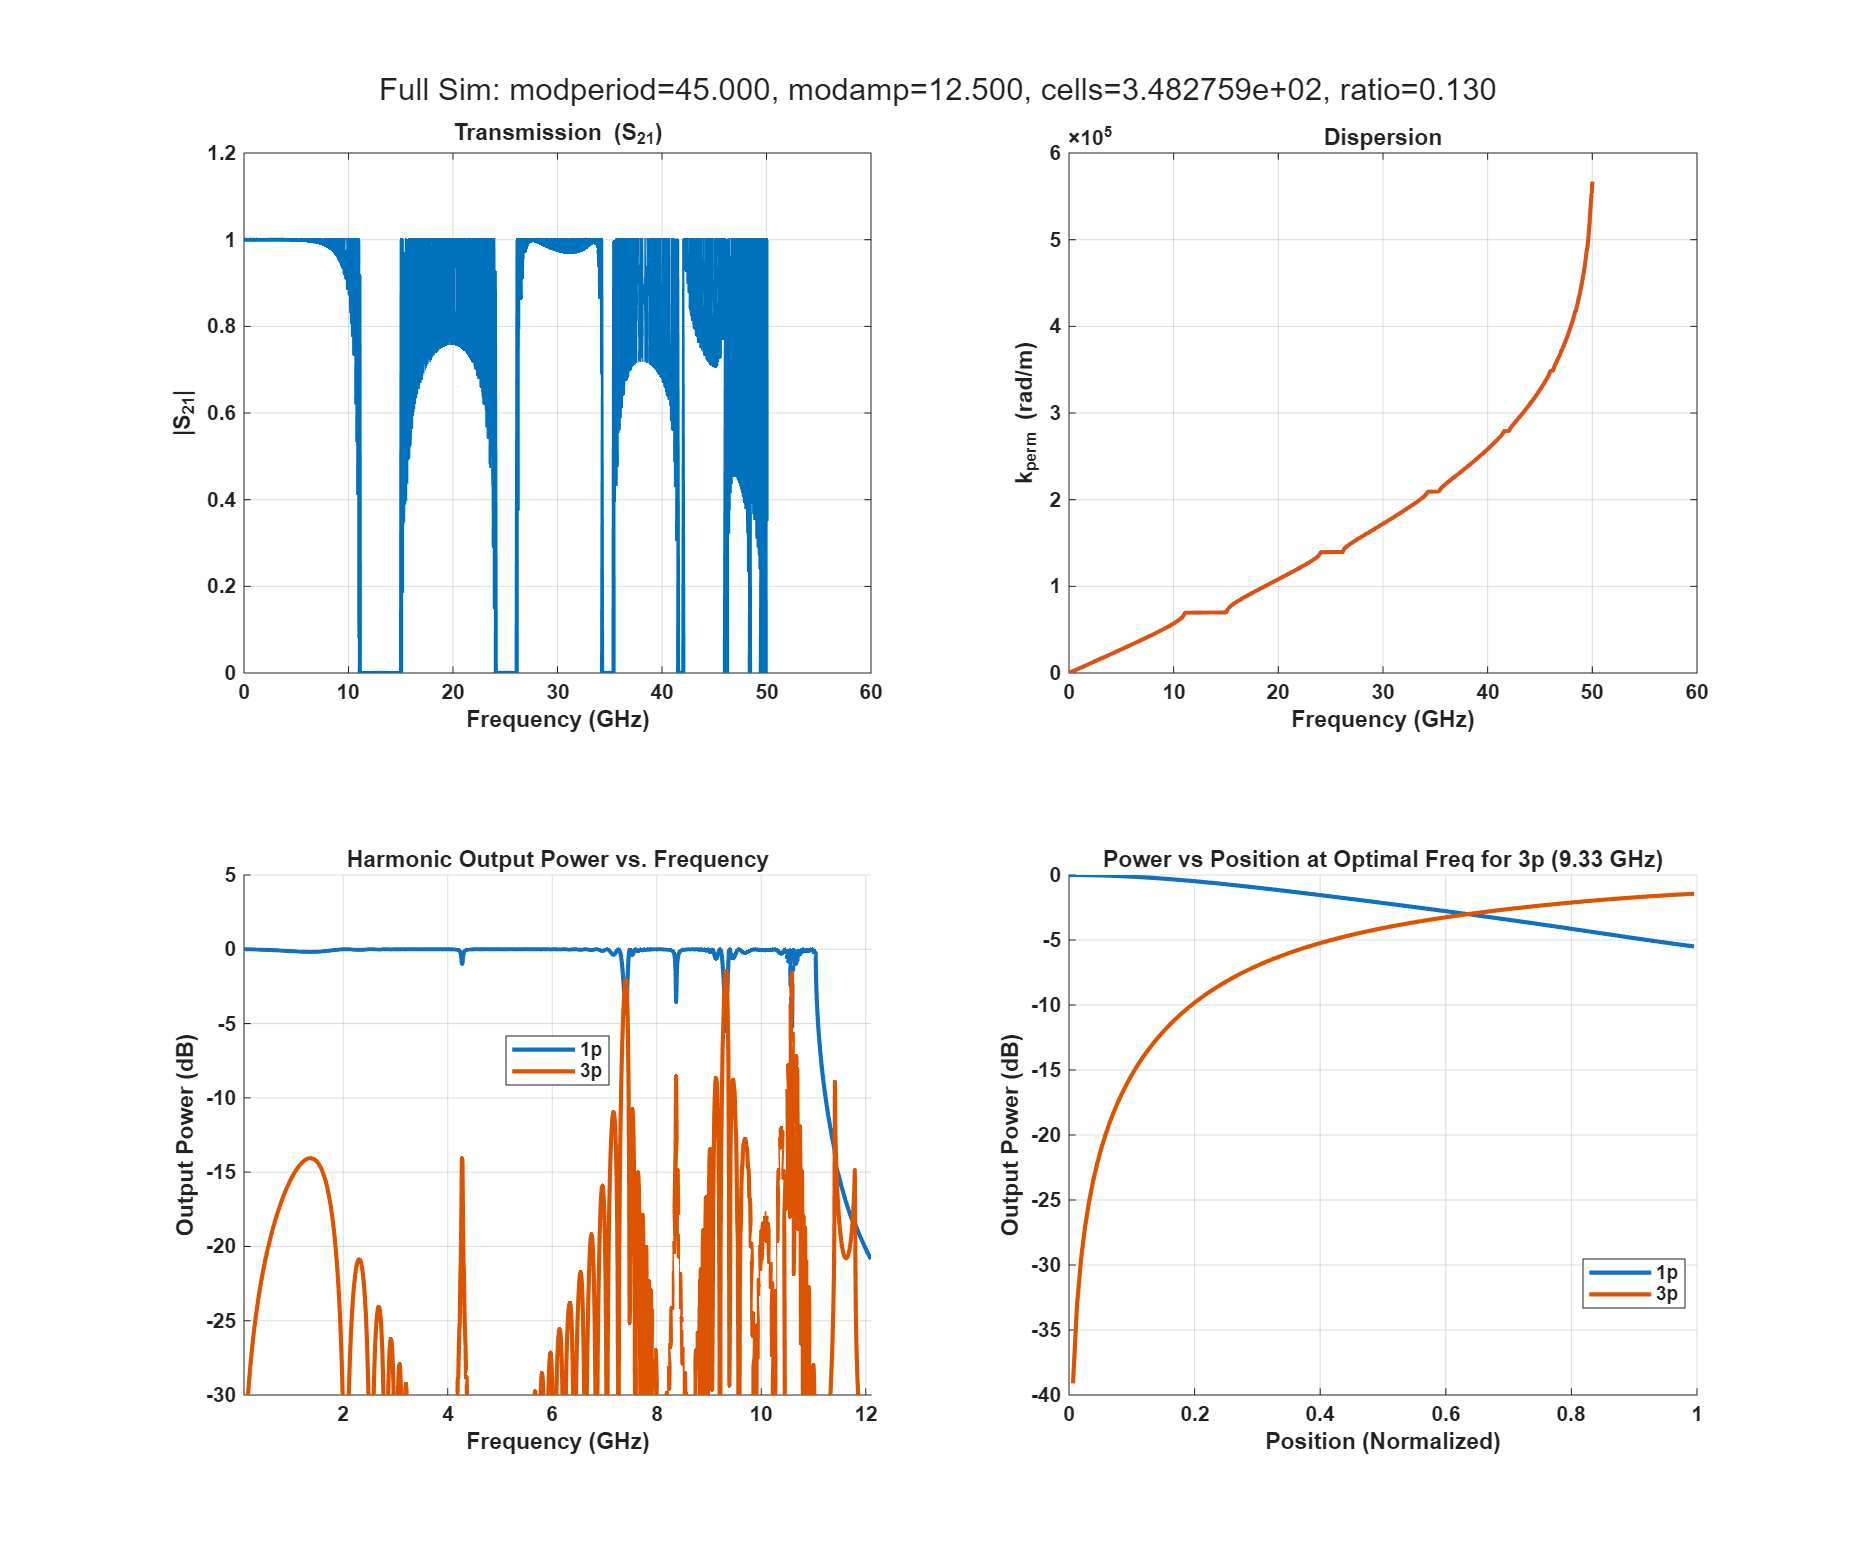 Full Sim: modperiod=45.000, modamp=12.500, cells=3.482759e+02, ratio=0.130
Transmission (S21)
1.2
1
0.8
0.6
0.4
0.2
0
|S21|
0 10 20 30 40 50 60
Frequency (GHz)
×10^5
Dispersion
6
5
4
3
2
1
0
kperm (rad/m)
0 10 20 30 40 50 60
Frequency (GHz)
Harmonic Output Power vs. Frequency
5
0
-5
-10
-15
-20
-25
-30
Output Power (dB)
1p
3p
2 4 6 8 10 12
Frequency (GHz)
Power vs Position at Optimal Freq for 3p (9.33 GHz)
0
-5
-10
-15
-20
-25
-30
-35
-40
Output Power (dB)
1p
3p
0 0.2 0.4 0.6 0.8 1
Position (Normalized)